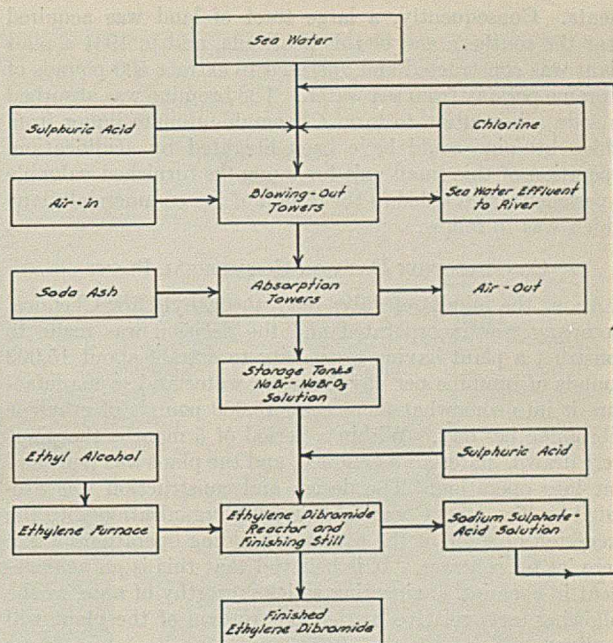 Sea Water
Sulphuric Acid
Chlorine
Air-in
Blowing-Out
Towers
Sea Water Effluent
to River
Soda Ash
Absorption
Towers
Air-Out
Storage Tanks
NaBr-NaBrO3
Solution
Ethyl Alcohol
Sulphuric Acid
Ethylene Furnace
Ethylene Dibromide
Reactor and
Finishing Still
Sodium Sulphate-
Acid Solution
Finished
Ethylene Dibromide